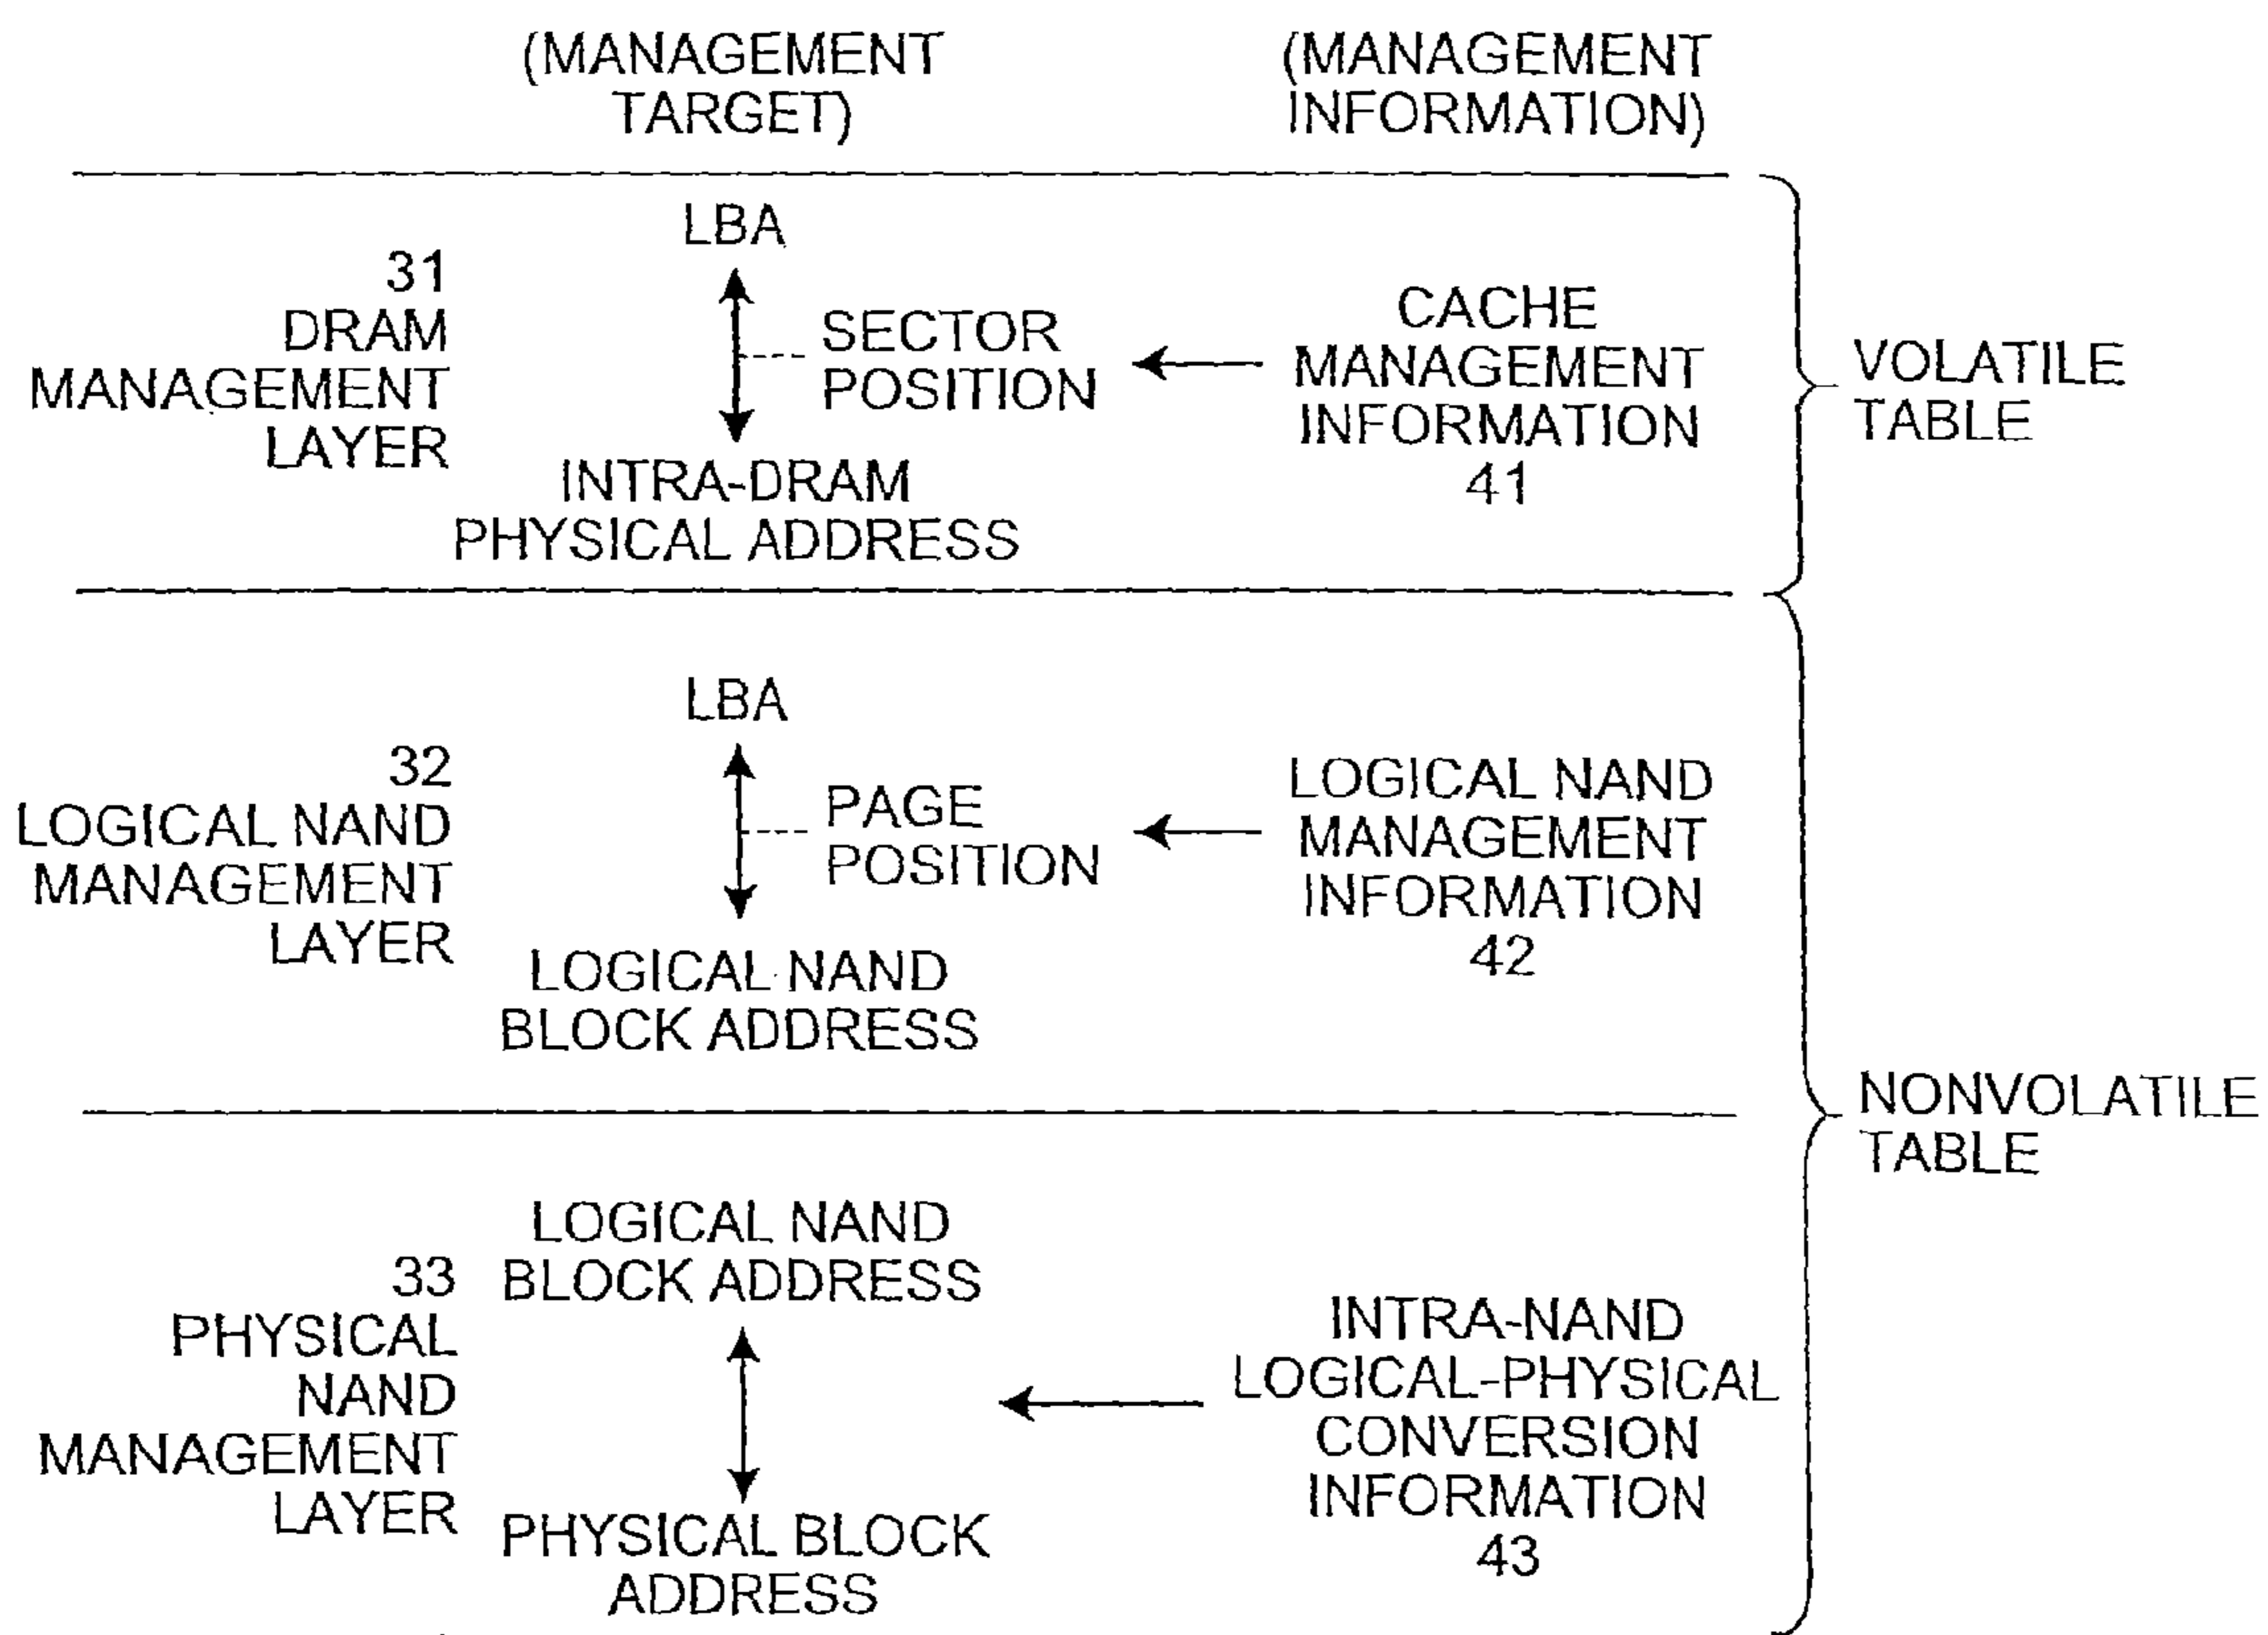 (MANAGEMENT
TARGET)
(MANAGEMENT
INFORMATION)
31
DRAM
MANAGEMENT
LAYER
LBA
SECTOR
POSITION
INTRA-DRAM
PHYSICAL ADDRESS
CACHE
MANAGEMENT
INFORMATION
41
VOLATILE
TABLE
32
LOGICAL NAND
MANAGEMENT
LAYER
LBA
PAGE
POSITION
LOGICAL NAND
BLOCK ADDRESS
LOGICAL NAND
MANAGEMENT
INFORMATION
42
NONVOLATILE
TABLE
33
PHYSICAL
NAND
MANAGEMENT
LAYER
LOGICAL NAND
BLOCK ADDRESS
PHYSICAL BLOCK
ADDRESS
INTRA-NAND
LOGICAL-PHYSICAL
CONVERSION
INFORMATION
43